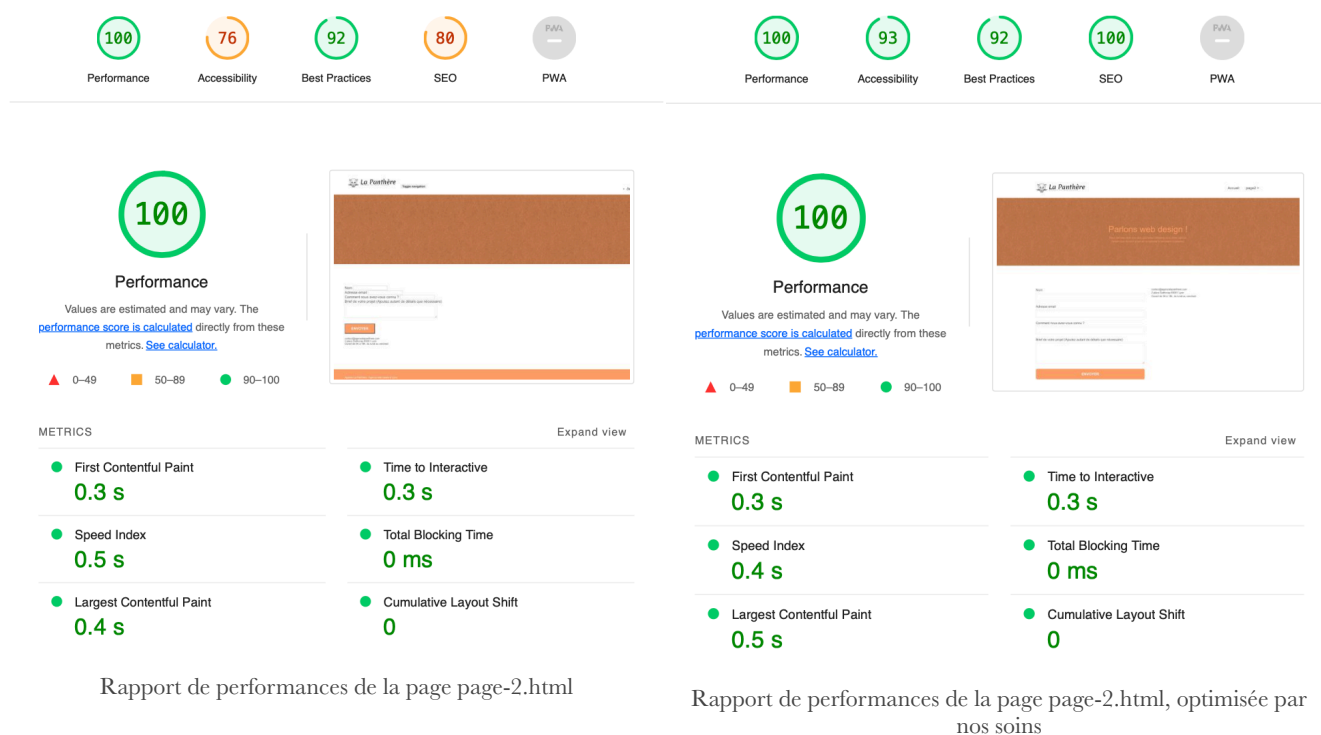 100
76
92
80
PWA
Performance
Accessibility
Best Practices
SEO
PWA
100
Performance
Values are estimated and may vary. The
performance score is calculated directly from these
metrics. See calculator.
0–49
50–89
90–100
La Panthère
Toggle navigation
METRICS
Expand view
First Contentful Paint
0.3 s
Time to Interactive
0.3 s
Speed Index
0.5 s
Total Blocking Time
0 ms
Largest Contentful Paint
0.4 s
Cumulative Layout Shift
0
Rapport de performances de la page page-2.html
100
93
92
100
PWA
Performance
Accessibility
Best Practices
SEO
PWA
100
Performance
Values are estimated and may vary. The
performance score is calculated directly from these
metrics. See calculator.
0–49
50–89
90–100
La Panthère
Accueil
page2
Parlons web design !
METRICS
Expand view
First Contentful Paint
0.3 s
Time to Interactive
0.3 s
Speed Index
0.4 s
Total Blocking Time
0 ms
Largest Contentful Paint
0.5 s
Cumulative Layout Shift
0
Rapport de performances de la page page-2.html, optimisée par
nos soins